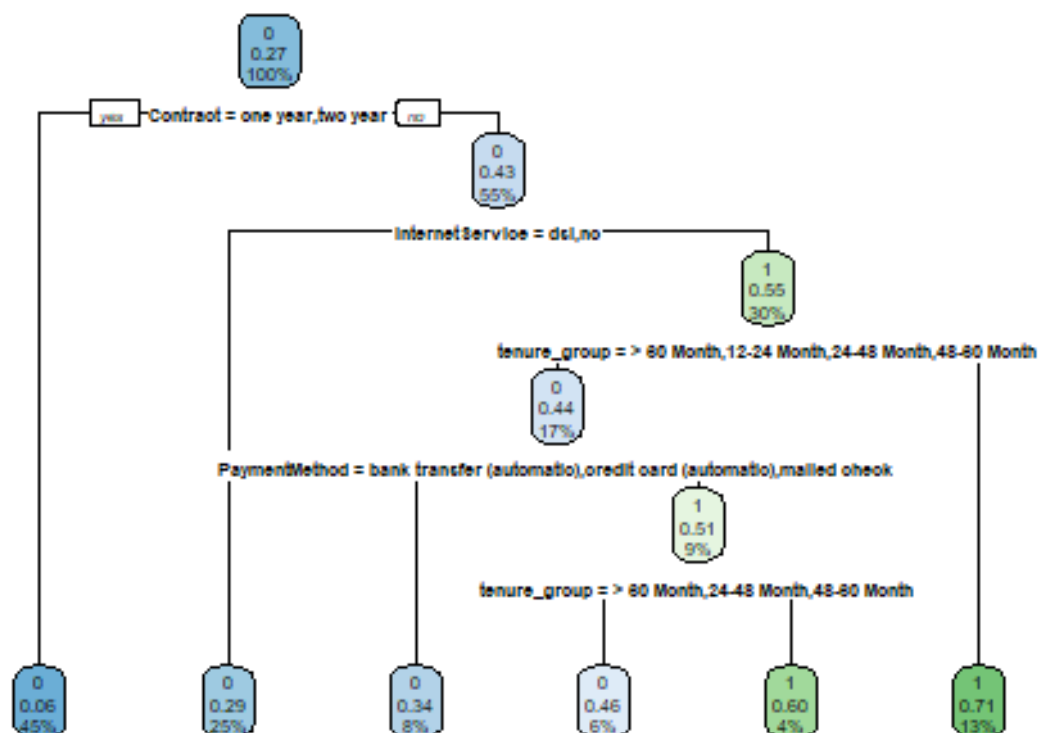 0
0.27
100%
yes Contract = one year,two year no
0
0.43
55%
InternetService = dsl,no
1
0.55
30%
tenure_group = > 60 Month,12-24 Month,24-48 Month,48-60 Month
0
0.44
17%
PaymentMethod = bank transfer (automatic),credit card (automatic),mailed check
1
0.51
9%
tenure_group = > 60 Month,24-48 Month,48-60 Month
0 0 0 0 1 1
0.06 0.29 0.34 0.46 0.60 0.71
45% 25% 8% 6% 4% 13%